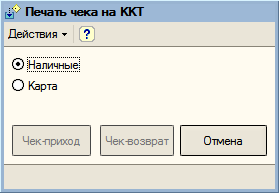 Печать чека на ККТ
Действия ?
Наличные
Карта
Чек-приход Чек-возврат Отмена